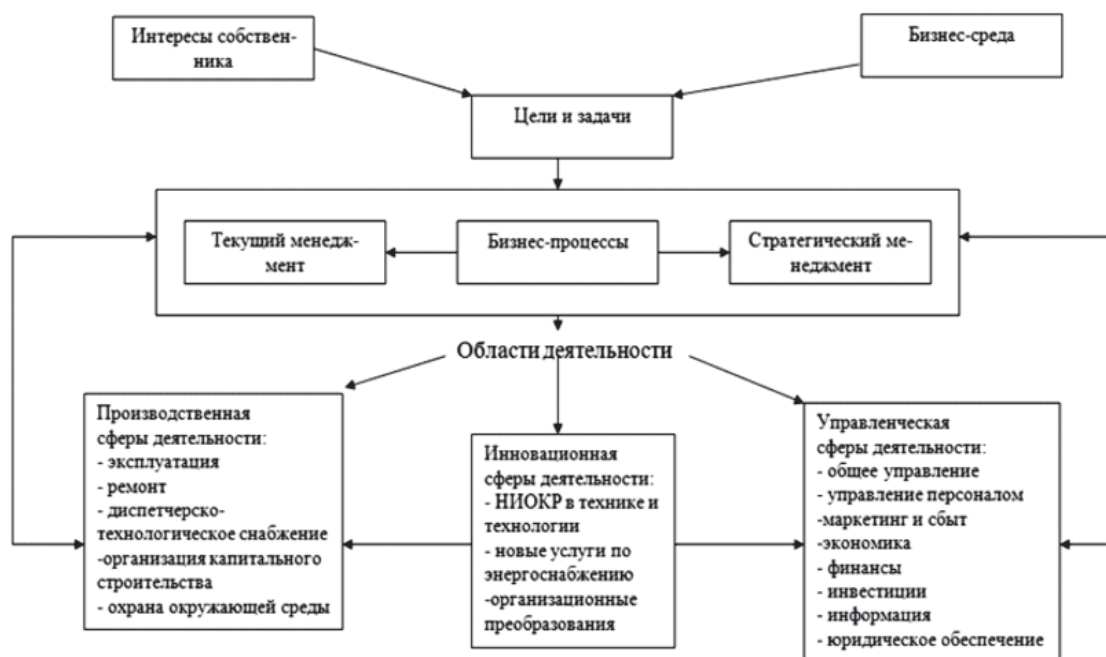 Интересы собствен-
ника
Бизнес-среда
Цели и задачи
Текущий менедж-
мент
Бизнес-процессы
Стратегический ме-
неджмент
Области деятельности
Производственная
сферы деятельности:
- эксплуатация
- ремонт
- диспетчерско-
технологическое снабжение
-организация капитального
строительства
- охрана окружающей среды
Инновационная
сферы деятельности:
- НИОКР в технике и
технологии
- новые услуги по
энергоснабжению
-организационные
преобразования
Управленческая
сферы деятельности:
- общее управление
- управление персоналом
-маркетинг и сбыт
-экономика
- финансы
- инвестиции
- информация
- юридическое обеспечение